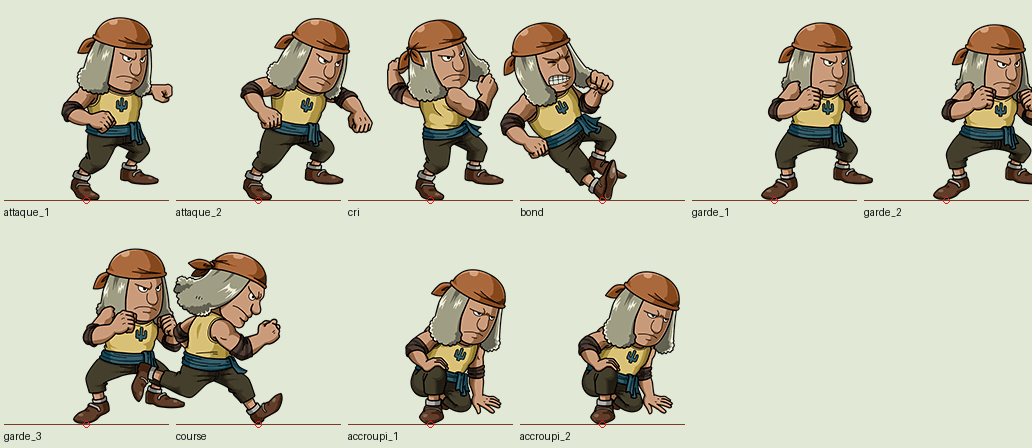 attaque_1
attaque_2
cri
bond
garde_1
garde_2
garde_3
course
accroupi_1
accroupi_2